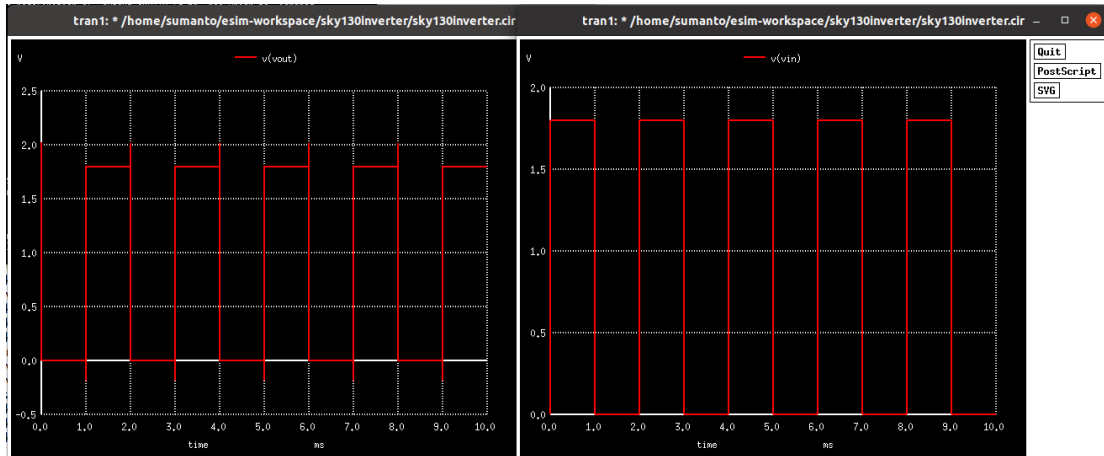 tran1: * /home/sumanto/esim-workspace/sky130inverter/sky130inverter.cir
tran1: * /home/sumanto/esim-workspace/sky130inverter/sky130inverter.cir
V
v(vout)
2.5
2.0
1.5
1.0
0.5
0.0
-0.5
0.0 1.0 2.0 3.0 4.0 5.0 6.0 7.0 8.0 9.0 10.0
time ms
V
v(vin)
2.0
1.5
1.0
0.5
0.0
0.0 1.0 2.0 3.0 4.0 5.0 6.0 7.0 8.0 9.0 10.0
time ms
Quit
PostScript
SVG